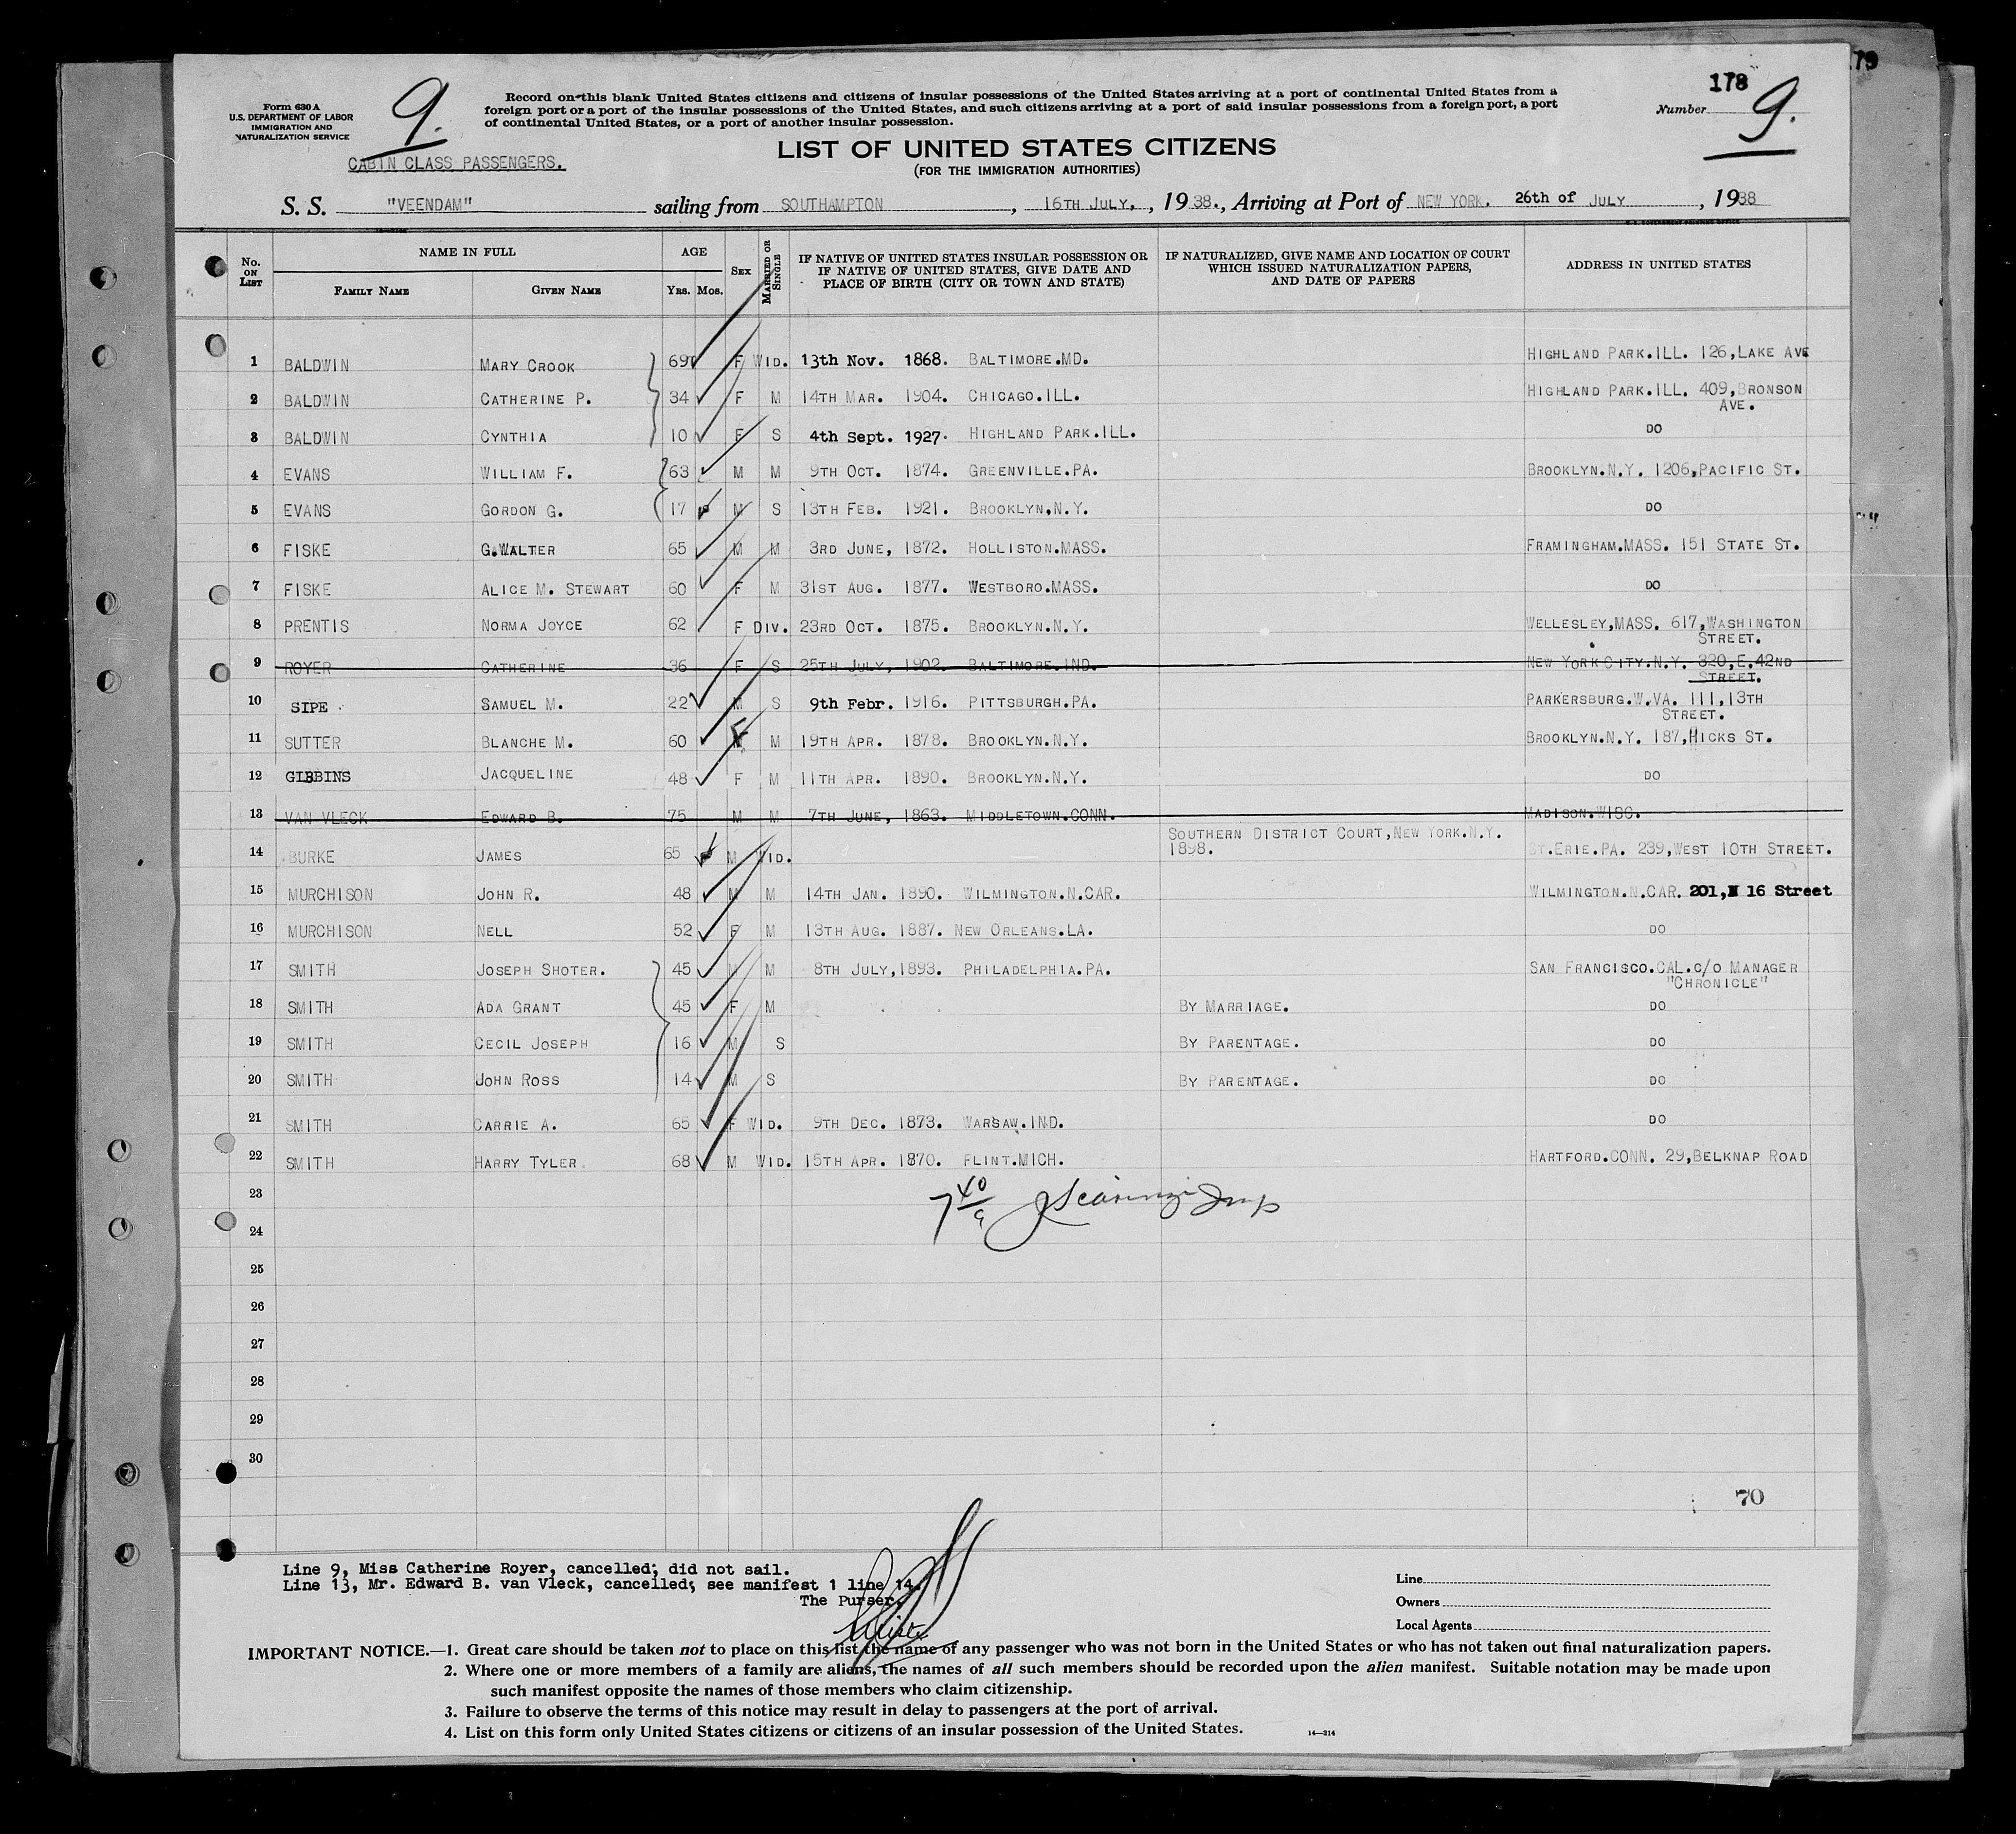 178
79
Form 630 A
U.S. DEPARTMENT OF LABOR
IMMIGRATION AND
NATURALIZATION SERVICE
9.
CABIN CLASS PASSENGERS.
Record on this blank United States citizens and citizens of insular possessions of the United States arriving at a port of continental United States from a
foreign port or a port of the insular possessions of the United States, and such citizens arriving at a port of said insular possessions from a foreign port, a port
of continental United States, or a port of another insular possession.
Number 9.
LIST OF UNITED STATES CITIZENS
(FOR THE IMMIGRATION AUTHORITIES)
S. S. "VEENDAM" sailing from SOUTHAMPTON, 16TH JULY, , 1938., Arriving at Port of NEW YORK. 26th of JULY, 1938
No. ON LIST NAME IN FULL AGE SEX MARRIED OR SINGLE IF NATIVE OF UNITED STATES INSULAR POSSESSION OR IF NATIVE OF UNITED STATES, GIVE DATE AND PLACE OF BIRTH (CITY OR TOWN AND STATE) IF NATURALIZED, GIVE NAME AND LOCATION OF COURT WHICH ISSUED NATURALIZATION PAPERS, AND DATE OF PAPERS ADDRESS IN UNITED STATES
FAMILY NAME GIVEN NAME Yrs. Mos.
1 BALDWIN MARY CROOK 69 F WID. 13th Nov. 1868. BALTIMORE.MD. HIGHLAND PARK.ILL. 126,LAKE AVE
2 BALDWIN CATHERINE P. 34 F M 14TH MAR. 1904. CHICAGO.ILL. HIGHLAND PARK.ILL. 409,BRONSON
AVE.
3 BALDWIN CYNTHIA 10 F S 4th Sept. 1927. HIGHLAND PARK.ILL. DO
4 EVANS WILLIAM F. 63 M M 9TH OCT. 1874. GREENVILLE.PA. BROOKLYN.N.Y. 1206,PACIFIC ST.
5 EVANS GORDON G. 17 M S 13TH FEB. 1921. BROOKLYN,N.Y. DO
6 FISKE G.WALTER 65 M M 3RD JUNE, 1872. HOLLISTON.MASS. FRAMINGHAM.MASS. 151 STATE ST.
7 FISKE ALICE M. STEWART 60 F M 31ST AUG. 1877. WESTBORO.MASS. DO
8 PRENTIS NORMA JOYCE 62 F DIV. 23RD OCT. 1875. BROOKLYN.N.Y. WELLESLEY,MASS. 617,WASHINGTON
STREET.
9 ROYER CATHERINE 36 F S 25TH JULY, 1902. BALTIMORE.IND. NEW YORK CITY.N.Y. 320,E.42ND
STREET.
10 SIPE SAMUEL M. 22 M S 9th Febr. 1916. PITTSBURGH.PA. PARKERSBURG.W.VA. 111,13TH
STREET.
11 SUTTER BLANCHE M. 60 F M 19TH APR. 1878. BROOKLYN.N.Y. BROOKLYN.N.Y. 187,HICKS ST.
12 GIBBINS JACQUELINE 48 F M 11TH APR. 1890. BROOKLYN.N.Y. DO
13 VAN VLECK EDWARD B. 75 M M 7TH JUNE, 1863. MIDDLETOWN.CONN. MADISON.WISC.
14 BURKE JAMES 65 M WID. SOUTHERN DISTRICT COURT,NEW YORK.N.Y.
1898. ST.ERIE.PA. 239,WEST 10TH STREET.
15 MURCHISON JOHN R. 48 M M 14TH JAN. 1890. WILMINGTON.N.CAR. WILMINGTON.N.CAR. 201,N 16 Street
16 MURCHISON NELL 52 F M 13TH AUG. 1887. NEW ORLEANS.LA. DO
17 SMITH JOSEPH SHOTER. 45 M M 8TH JULY,1893. PHILADELPHIA.PA. SAN FRANCISCO.CAL.C/O MANAGER
"CHRONICLE"
18 SMITH ADA GRANT 45 F M BY MARRIAGE. DO
19 SMITH CECIL JOSEPH 16 M S BY PARENTAGE. DO
20 SMITH JOHN ROSS 14 M S BY PARENTAGE. DO
21 SMITH CARRIE A. 65 F WID. 9TH DEC. 1873. WARSAW.IND. DO
22 SMITH HARRY TYLER 68 M WID. 15TH APR. 1870. FLINT.MICH. HARTFORD.CONN. 29,BELKNAP ROAD
23
24
25
26
27
28
29
30
70
Line 9, Miss Catherine Royer, cancelled; did not sail.
Line 13, Mr. Edward B. van Vleck, cancelled; see manifest 1 line 14.
The Purser.
Line
Owners
Local Agents
IMPORTANT NOTICE.—1. Great care should be taken not to place on this list the name of any passenger who was not born in the United States or who has not taken out final naturalization papers.
2. Where one or more members of a family are aliens, the names of all such members should be recorded upon the alien manifest. Suitable notation may be made upon
such manifest opposite the names of those members who claim citizenship.
3. Failure to observe the terms of this notice may result in delay to passengers at the port of arrival.
4. List on this form only United States citizens or citizens of an insular possession of the United States. 14—214